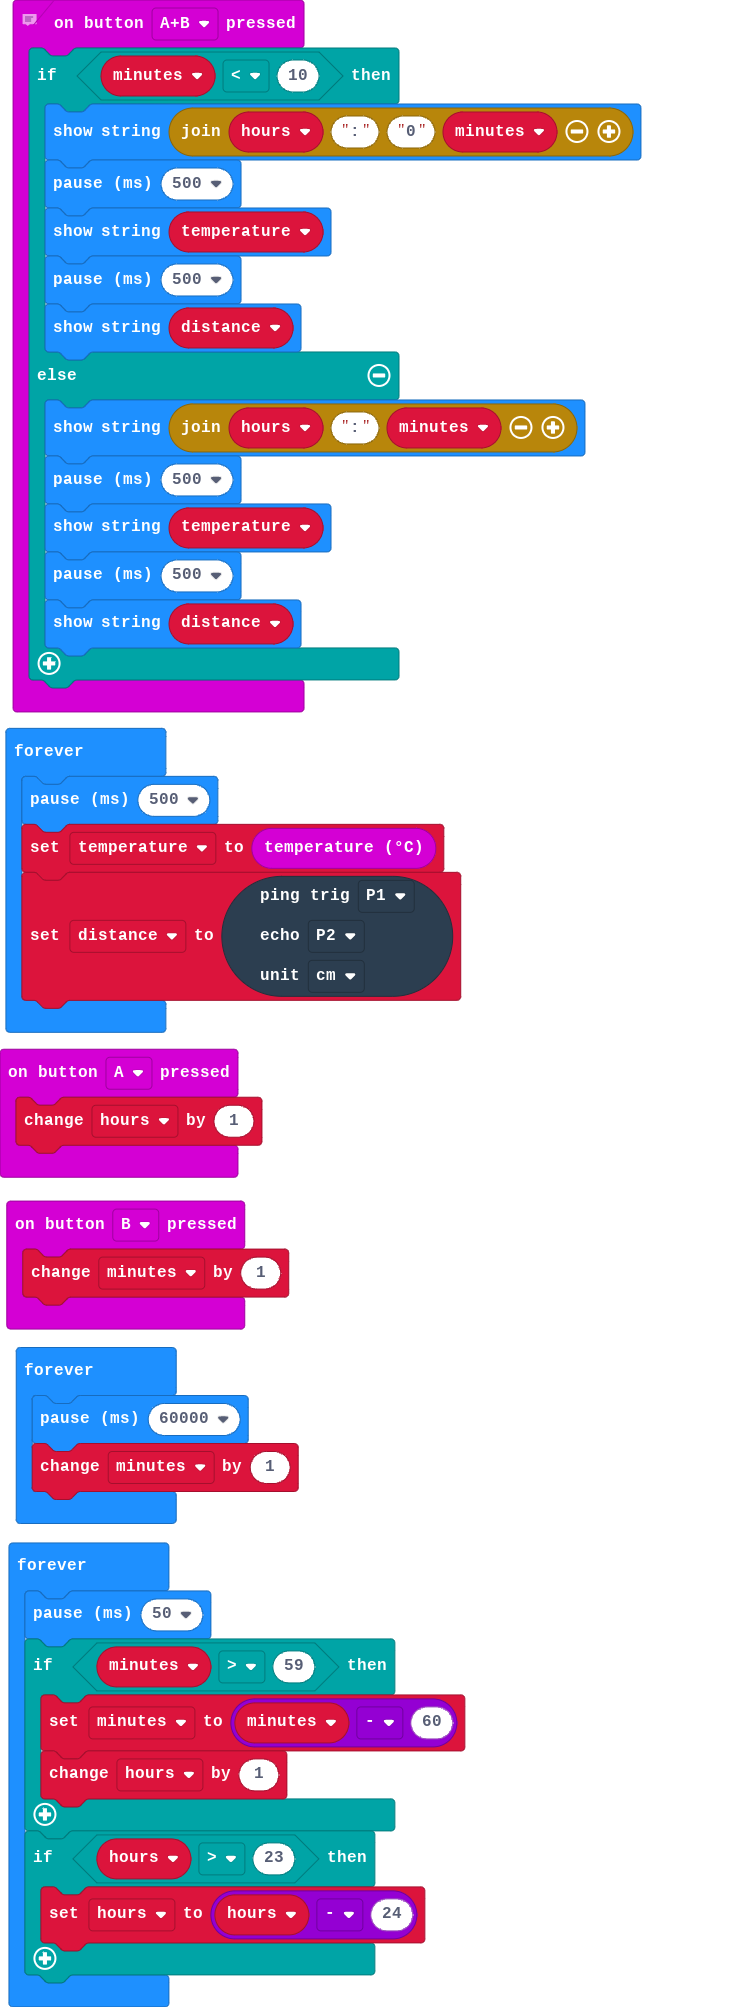 on button A+B pressed
if minutes < 10 then
show string join hours ":" "0" minutes
pause (ms) 500
show string temperature
pause (ms) 500
show string distance
else
show string join hours ":" minutes
pause (ms) 500
show string temperature
pause (ms) 500
show string distance
forever
pause (ms) 500
set temperature to temperature (°C)
ping trig P1
set distance to echo P2
unit cm
on button A pressed
change hours by 1
on button B pressed
change minutes by 1
forever
pause (ms) 60000
change minutes by 1
forever
pause (ms) 50
if minutes > 59 then
set minutes to minutes - 60
change hours by 1
if hours > 23 then
set hours to hours - 24